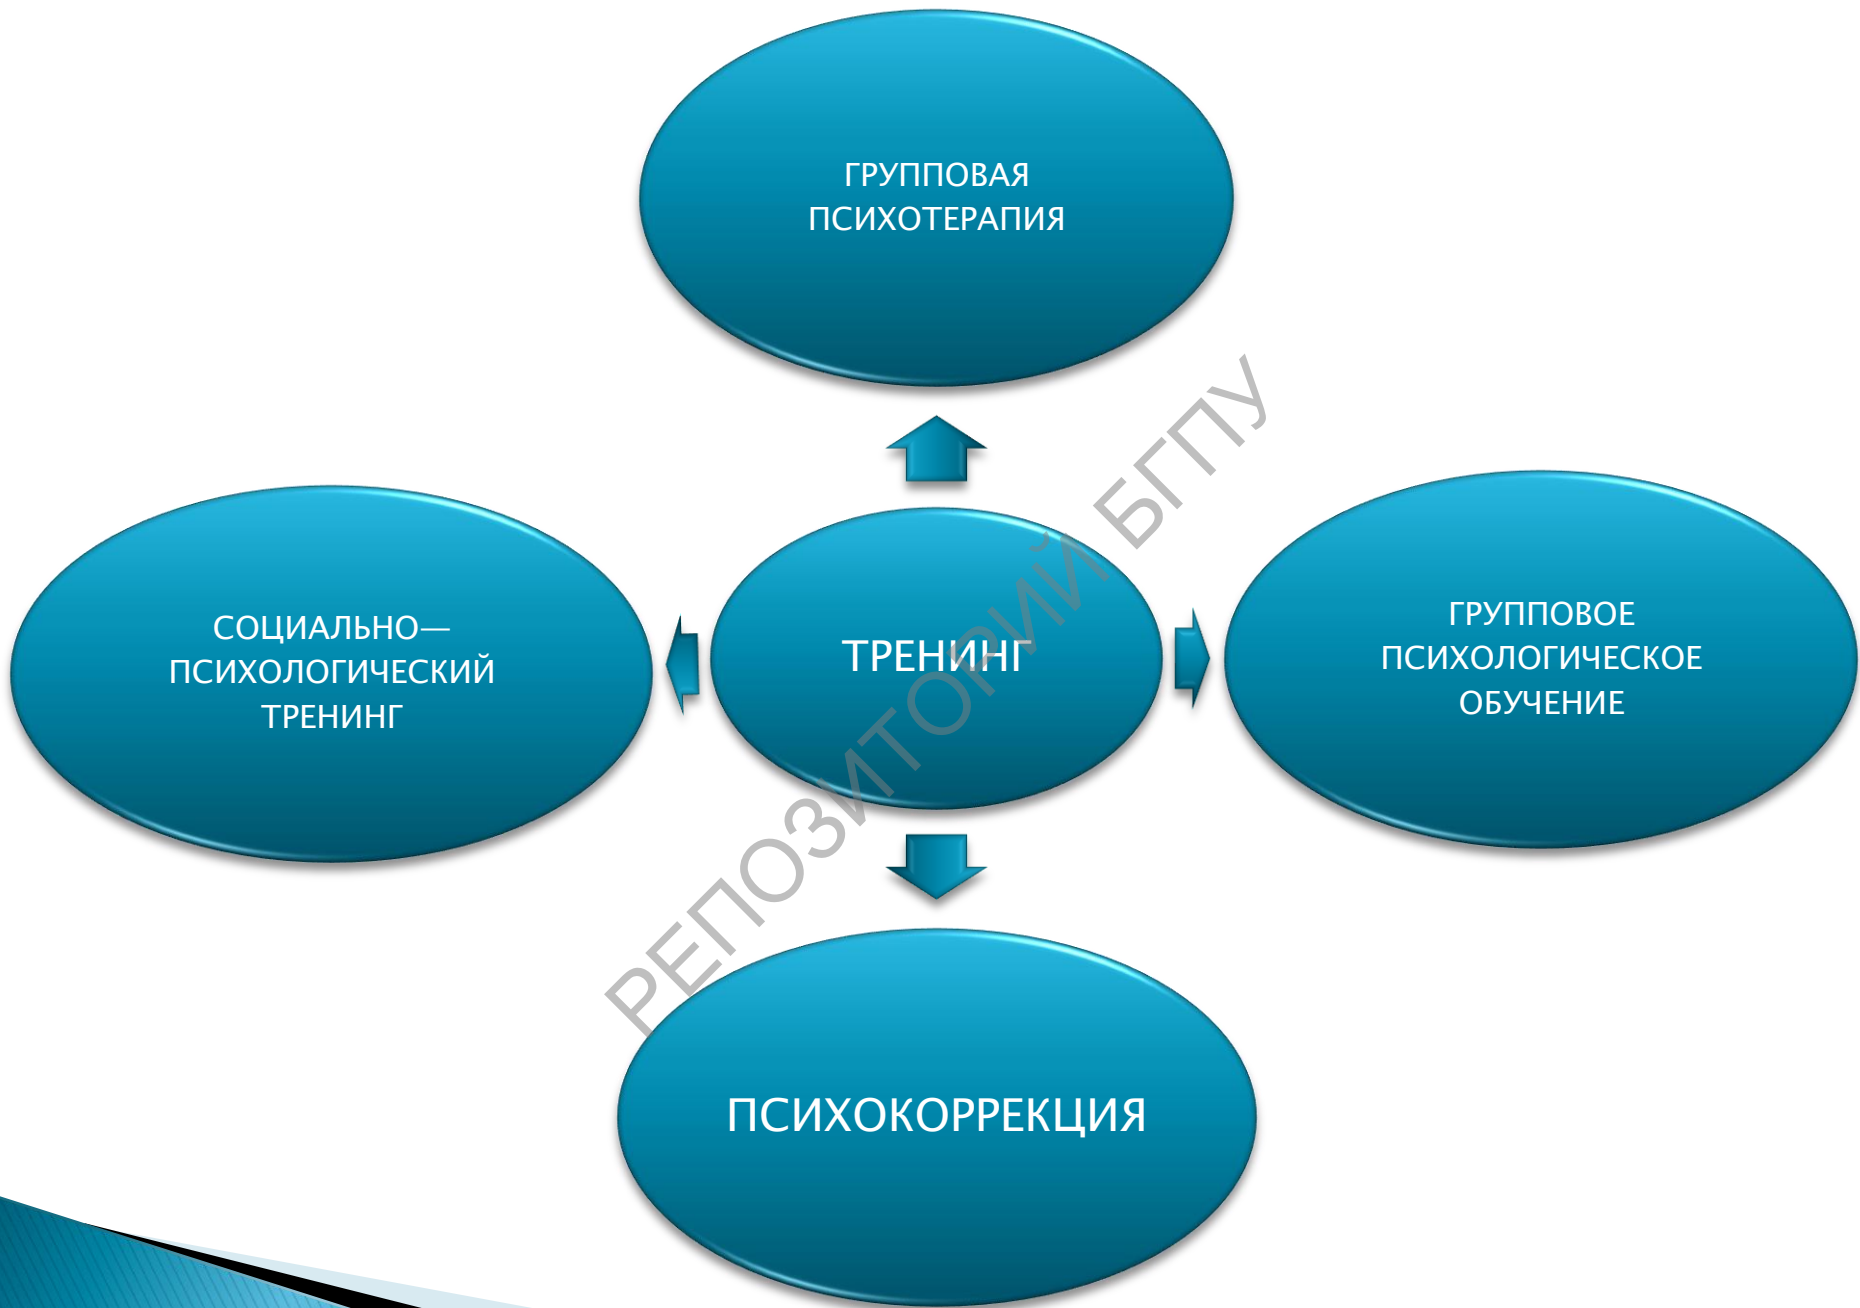 ГРУППОВАЯ
ПСИХОТЕРАПИЯ
СОЦИАЛЬНО—
ПСИХОЛОГИЧЕСКИЙ
ТРЕНИНГ
ТРЕНИНГ
ГРУППОВОЕ
ПСИХОЛОГИЧЕСКОЕ
ОБУЧЕНИЕ
ПСИХОКОРРЕКЦИЯ
РЕПОЗИТОРИЙ БГПУ